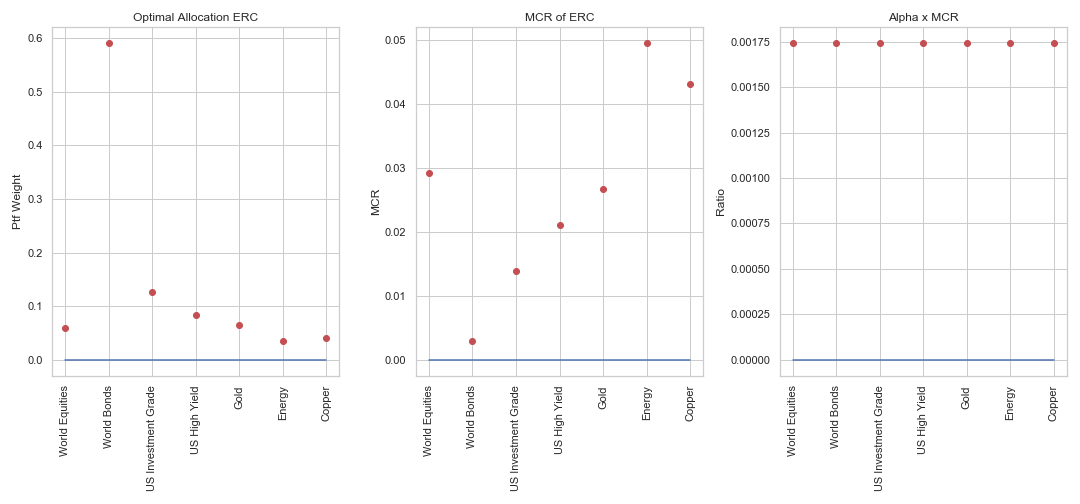 Optimal Allocation ERC
Ptf Weight
0.6
0.5
0.4
0.3
0.2
0.1
0.0
World Equities
World Bonds
US Investment Grade
US High Yield
Gold
Energy
Copper
MCR of ERC
MCR
0.05
0.04
0.03
0.02
0.01
0.00
World Equities
World Bonds
US Investment Grade
US High Yield
Gold
Energy
Copper
Alpha x MCR
Ratio
0.00175
0.00150
0.00125
0.00100
0.00075
0.00050
0.00025
0.00000
World Equities
World Bonds
US Investment Grade
US High Yield
Gold
Energy
Copper